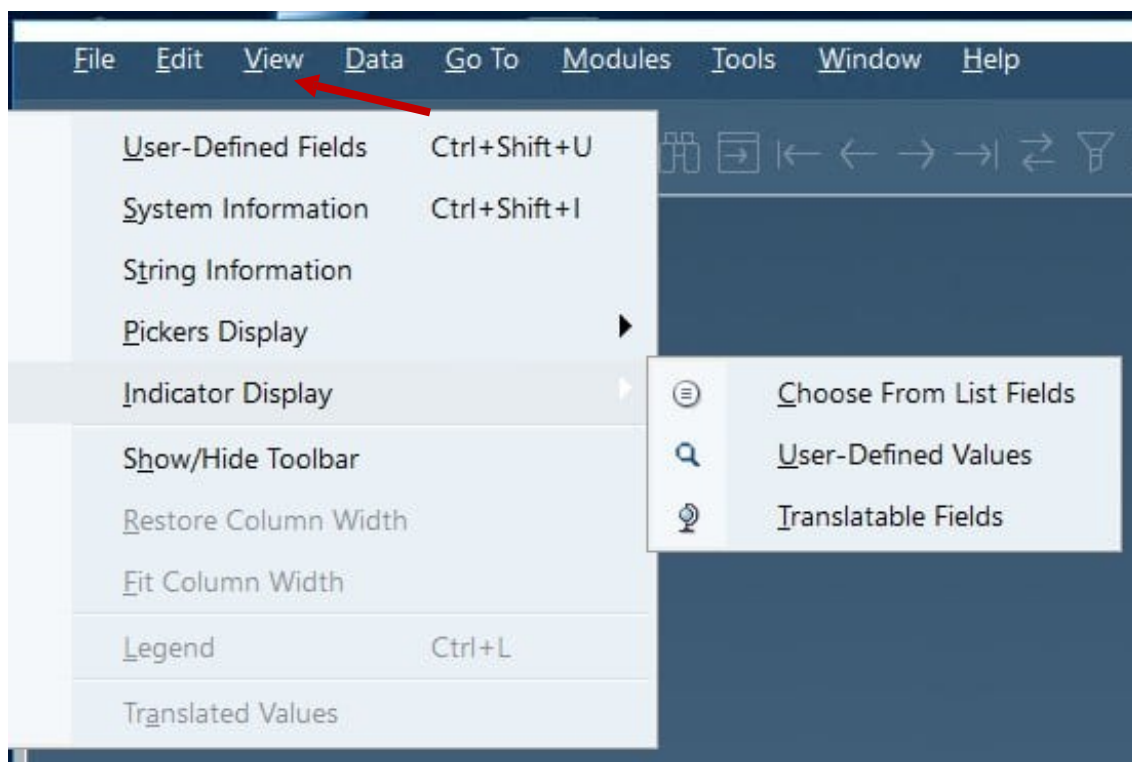 File Edit View Data Go To Modules Tools Window Help
User-Defined Fields Ctrl+Shift+U
System Information Ctrl+Shift+I
String Information
Pickers Display
Indicator Display
Choose From List Fields
Show/Hide Toolbar
User-Defined Values
Restore Column Width
Translatable Fields
Fit Column Width
Legend Ctrl+L
Translated Values